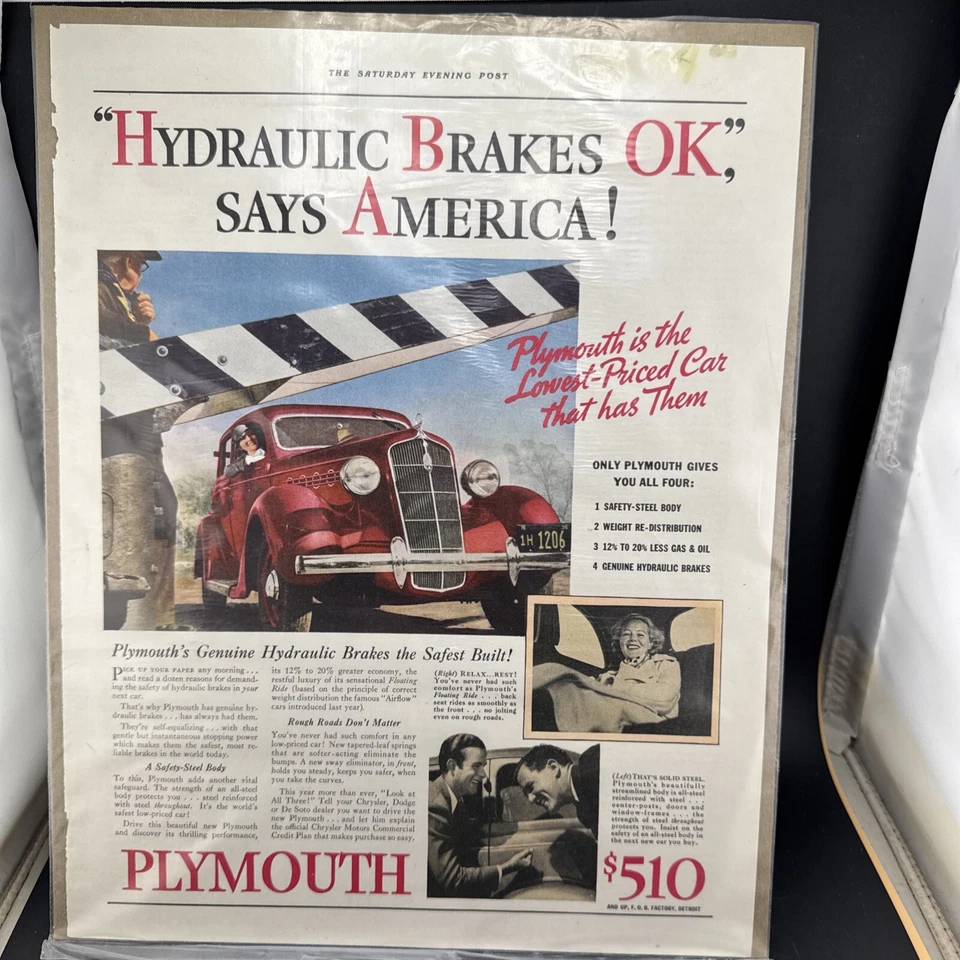 THE SATURDAY EVENING POST
"HYDRAULIC BRAKES OK",
SAYS AMERICA!
Plymouth is the
Lowest-Priced Car
that has Them
ONLY PLYMOUTH GIVES
YOU ALL FOUR:
1 SAFETY-STEEL BODY
2 WEIGHT RE-DISTRIBUTION
3 12% TO 20% LESS GAS & OIL
4 GENUINE HYDRAULIC BRAKES
1H 1206
Plymouth's Genuine Hydraulic Brakes the Safest Built!
PICK UP YOUR PAPER any morning...
and read a dozen reasons for demand-
ing the safety of hydraulic brakes in your
next car.
That's why Plymouth has genuine hy-
draulic brakes . . . has always had them.
They're self-equalizing . . . with that
gentle but instantaneous stopping power
which makes them the safest, most re-
liable brakes in the world today.
A Safety-Steel Body
To this, Plymouth adds another vital
safeguard. The strength of an all-steel
body protects you . . . steel reinforced
with steel throughout. It's the world's
safest low-priced car!
Drive this beautiful new Plymouth
and discover its thrilling performance,
its 12% to 20% greater economy, the
restful luxury of its sensational Floating
Ride (based on the principle of correct
weight distribution the famous "Airflow"
cars introduced last year).
Rough Roads Don't Matter
You've never had such comfort in any
low-priced car! New tapered-leaf springs
that are softer-acting eliminate the
bumps. A new sway eliminator, in front,
holds you steady, keeps you safer, when
you take the curves.
This year more than ever, "Look at
All Three!" Tell your Chrysler, Dodge
or De Soto dealer you want to drive the
new Plymouth . . . and let him explain
the official Chrysler Motors Commercial
Credit Plan that makes purchase so easy.
(Right) RELAX...REST!
You've never had such
comfort as Plymouth's
Floating Ride . . . back
seat rides as smoothly as
the front . . . no jolting
even on rough roads.
(Left) THAT'S SOLID STEEL.
Plymouth's beautifully
streamlined body is all-steel
reinforced with steel . . .
center-posts, doors and
window-frames . . . the
strength of steel throughout
protects you. Insist on the
safety of an all-steel body in
the next new car you buy.
PLYMOUTH
$510
AND UP, F. O. B. FACTORY, DETROIT